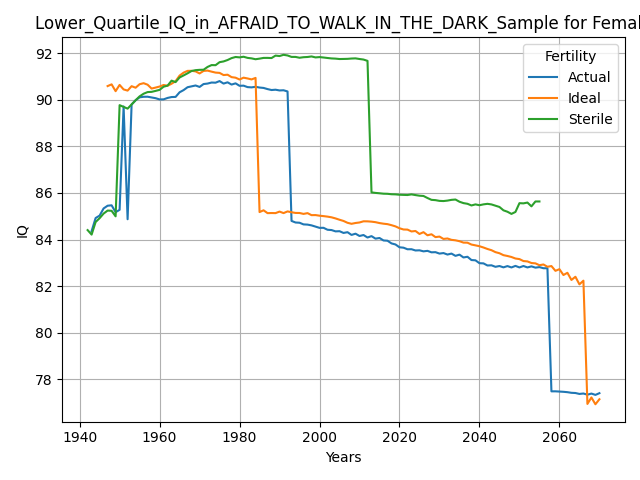 Lower_Quartile_IQ_in_AFRAID_TO_WALK_IN_THE_DARK_Sample for Femal
Fertility
Actual
Ideal
Sterile
92
90
88
86
84
82
80
78
IQ
1940
1960
1980
2000
2020
2040
2060
Years